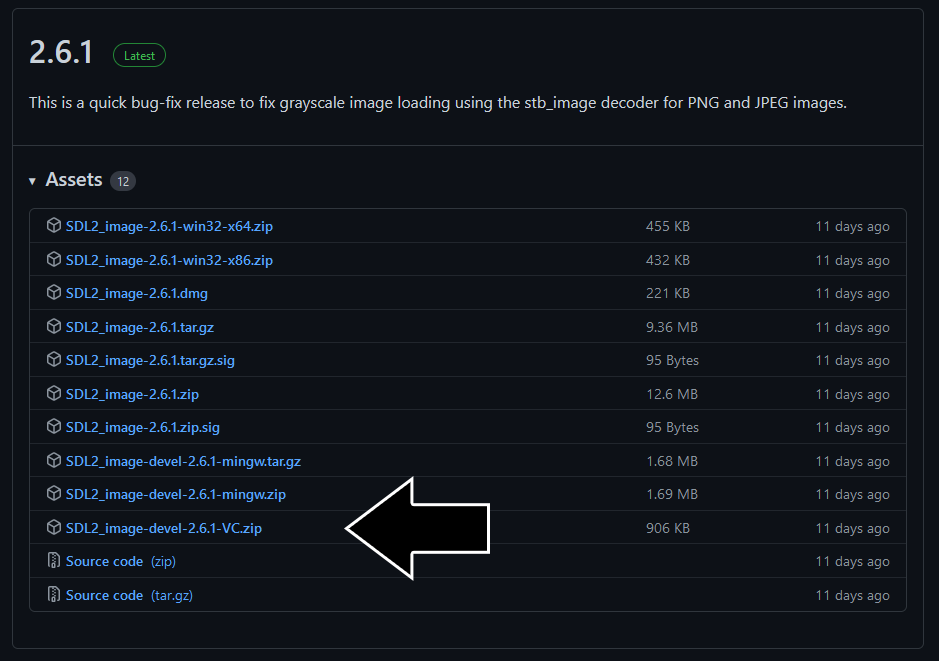 2.6.1 Latest
This is a quick bug-fix release to fix grayscale image loading using the stb_image decoder for PNG and JPEG images.
Assets 12
SDL2_image-2.6.1-win32-x64.zip 455 KB 11 days ago
SDL2_image-2.6.1-win32-x86.zip 432 KB 11 days ago
SDL2_image-2.6.1.dmg 221 KB 11 days ago
SDL2_image-2.6.1.tar.gz 9.36 MB 11 days ago
SDL2_image-2.6.1.tar.gz.sig 95 Bytes 11 days ago
SDL2_image-2.6.1.zip 12.6 MB 11 days ago
SDL2_image-2.6.1.zip.sig 95 Bytes 11 days ago
SDL2_image-devel-2.6.1-mingw.tar.gz 1.68 MB 11 days ago
SDL2_image-devel-2.6.1-mingw.zip 1.69 MB 11 days ago
SDL2_image-devel-2.6.1-VC.zip 906 KB 11 days ago
Source code (zip) 11 days ago
Source code (tar.gz) 11 days ago